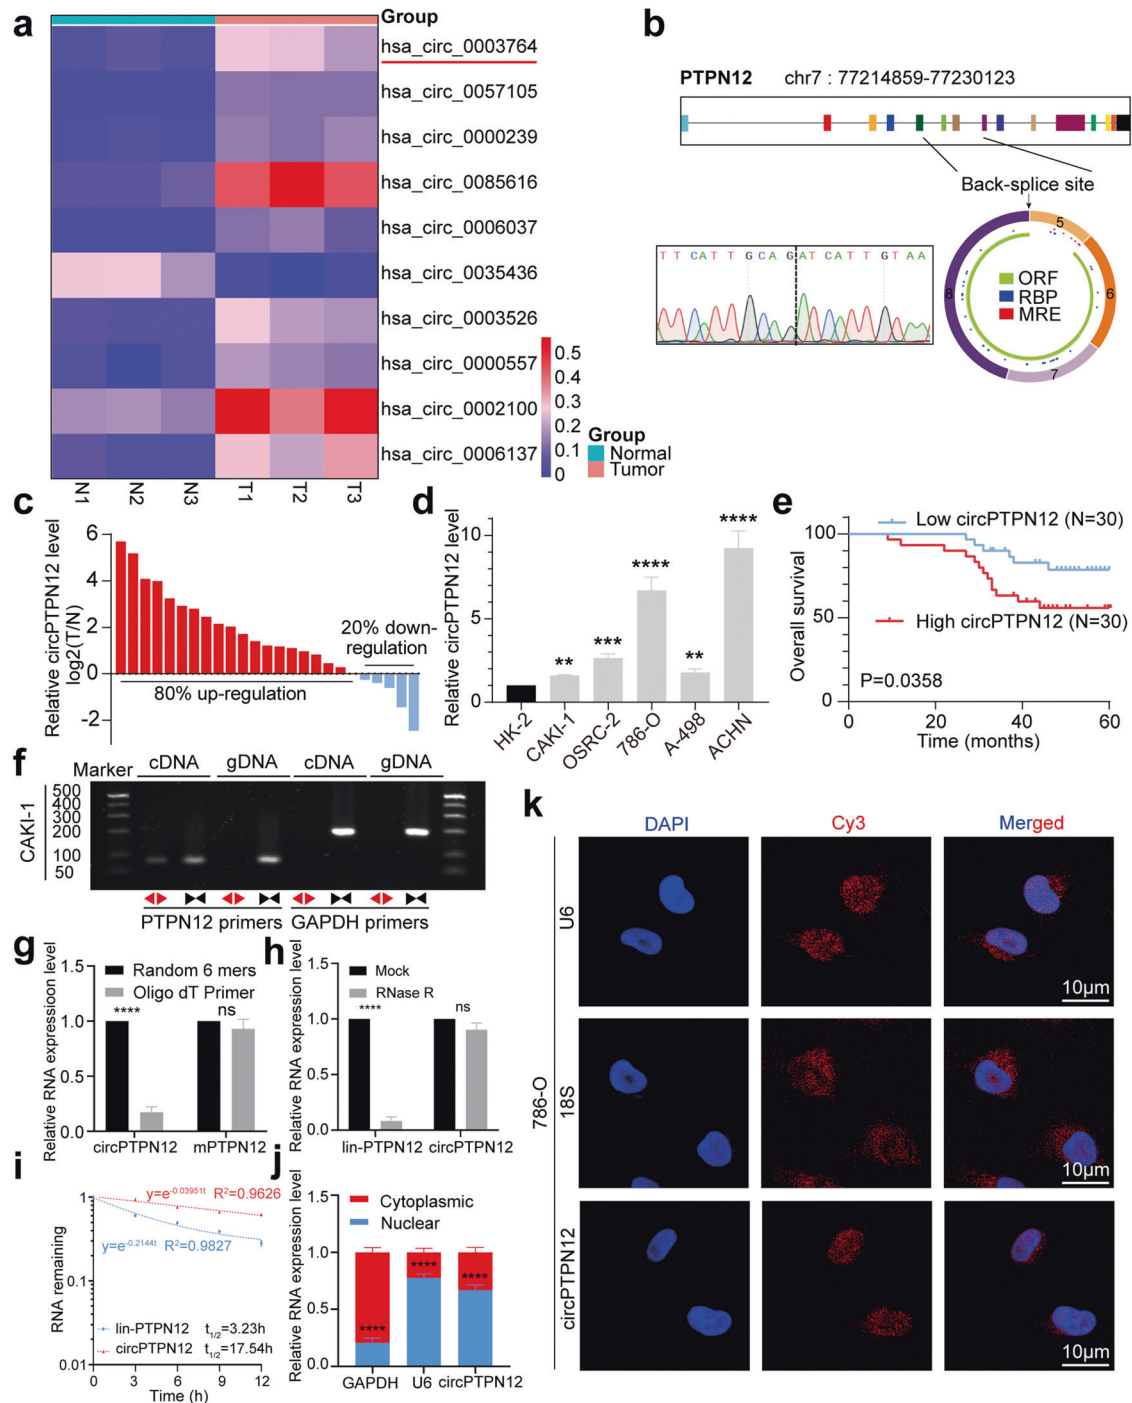 a
Group
hsa_circ_0003764
hsa_circ_0057105
hsa_circ_0000239
hsa_circ_0085616
hsa_circ_0006037
hsa_circ_0035436
hsa_circ_0003526
hsa_circ_0000557
hsa_circ_0002100
hsa_circ_0006137
0.5
0.4
0.3
0.2
0.1
0
Group
Normal
Tumor
N1 N2 N3 T1 T2 T3
b
PTPN12 chr7 : 77214859-77230123
Back-splice site
TTCATTGCAGATCATTGTAA
5
6
7
8
ORF
RBP
MRE
c
Relative circPTPN12 level
log2(T/N)
6
4
2
0
-2
20% down-
regulation
80% up-regulation
d
Relative circPTPN12 level
10
5
0
** *** **** ** ****
HK-2 CAKI-1 OSRC-2 786-O A-498 ACHN
e
Overall survival
100
50
0
Low circPTPN12 (N=30)
High circPTPN12 (N=30)
P=0.0358
0 20 40 60
Time (months)
f
Marker cDNA gDNA cDNA gDNA
CAKI-1
500
400
300
200
100
50
PTPN12 primers GAPDH primers
g
Relative RNA expressioon level
1.5
1.0
0.5
0.0
Random 6 mers
Oligo dT Primer
**** ns
circPTPN12 mPTPN12
h
Relative RNA expression level
1.5
1.0
0.5
0.0
Mock
RNase R
**** ns
lin-PTPN12 circPTPN12
i
RNA remaining
1
0.1
0.01
y=e-0.03951t R2=0.9626
y=e-0.2144t R2=0.9827
lin-PTPN12 t1/2=3.23h
circPTPN12 t1/2=17.54h
0 3 6 9 12
Time (h)
j
Relative RNA expression level
1.5
1.0
0.5
0.0
Cytoplasmic
Nuclear
**** **** ****
GAPDH U6 circPTPN12
k
DAPI Cy3 Merged
786-O
U6
10μm
18S
10μm
circPTPN12
10μm